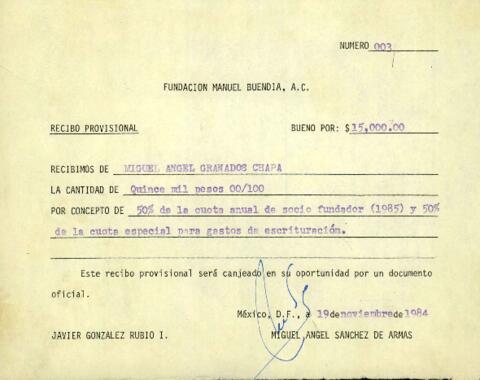 NUMERO 003
FUNDACION MANUEL BUENDIA, A.C.
RECIBO PROVISIONAL BUENO POR: $15,000.00
RECIBIMOS DE MIGUEL ANGEL GRANADOS CHAPA
LA CANTIDAD DE Quince mil pesos 00/100
POR CONCEPTO DE 50% de la cuota anual de socio fundador (1985) y 50%
de la cuota especial para gastos de escrituración.
Este recibo provisional será canjeado en su oportunidad por un documento
oficial.
México, D.F., a 19 de noviembre de 1984
JAVIER GONZALEZ RUBIO I. MIGUEL ANGEL SANCHEZ DE ARMAS